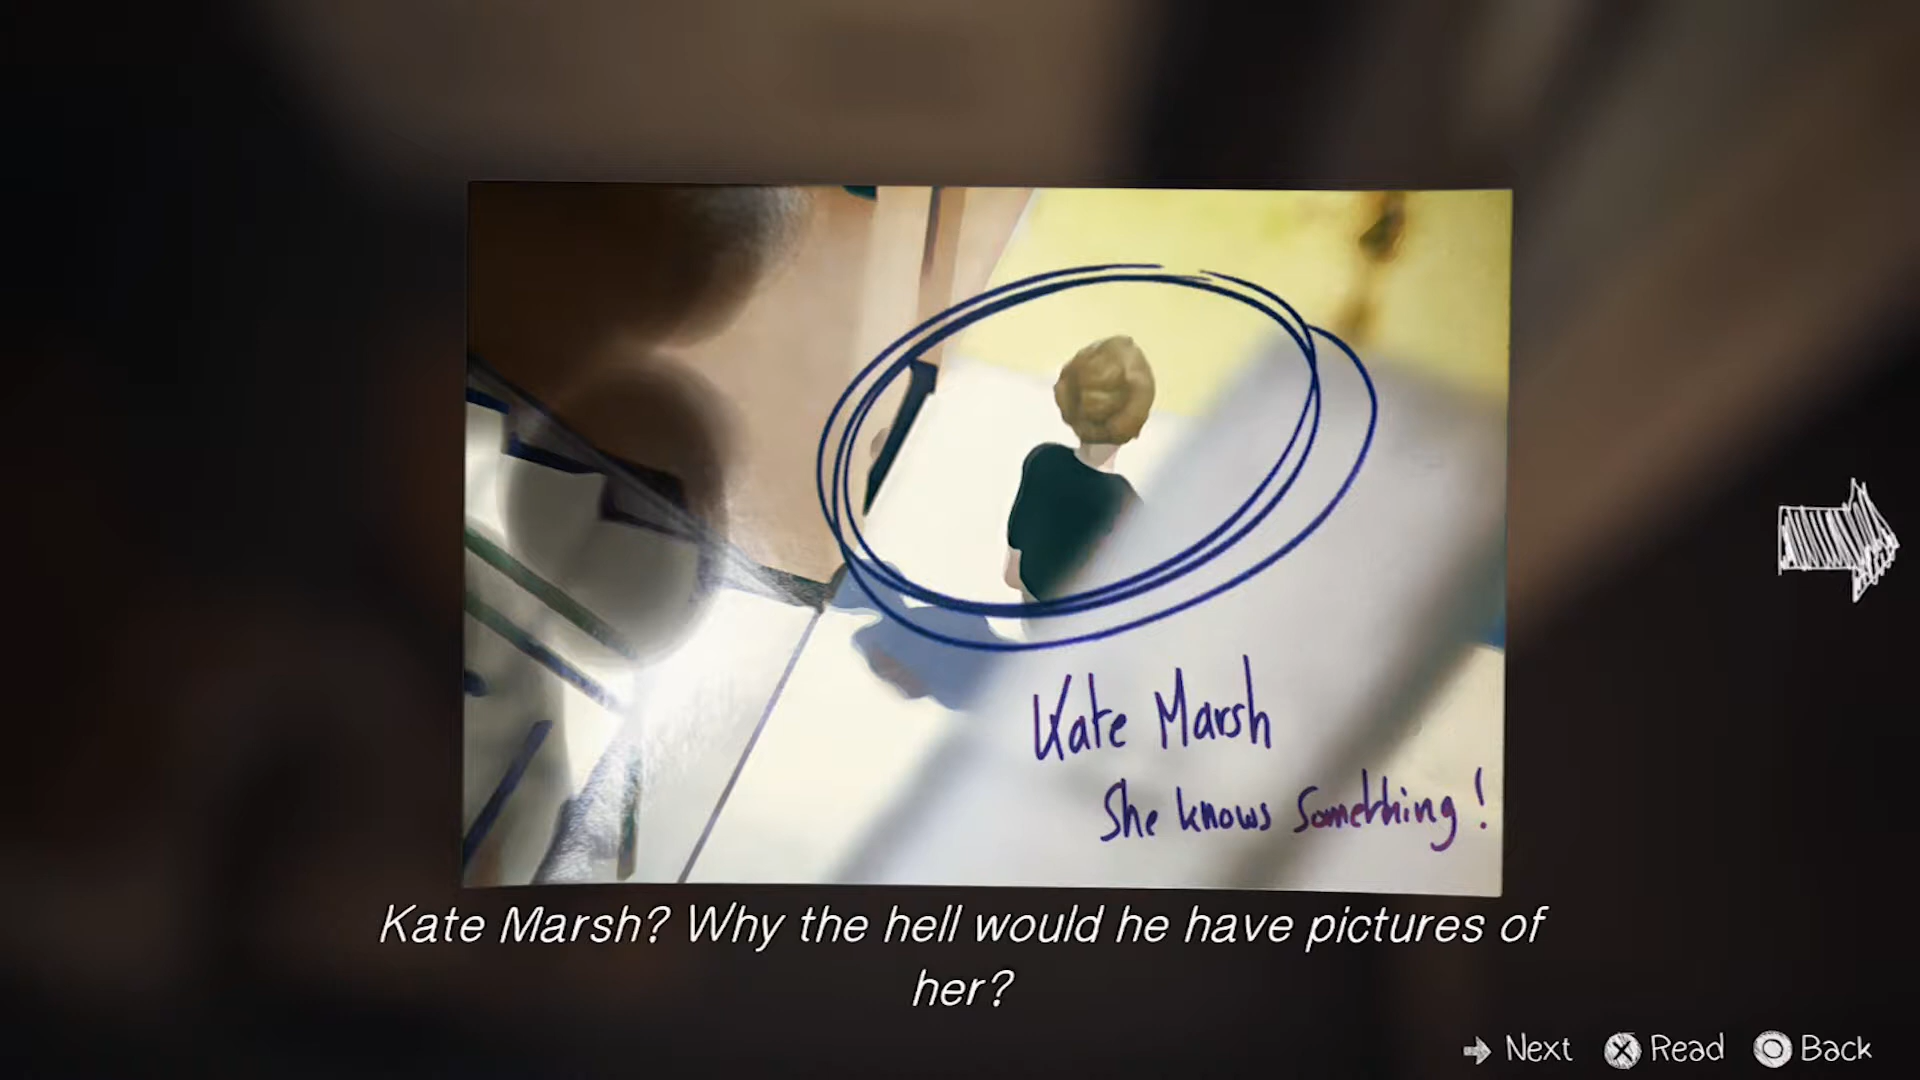 Kate Marsh
She knows something!
Kate Marsh? Why the hell would he have pictures of
her?
Next Read Back